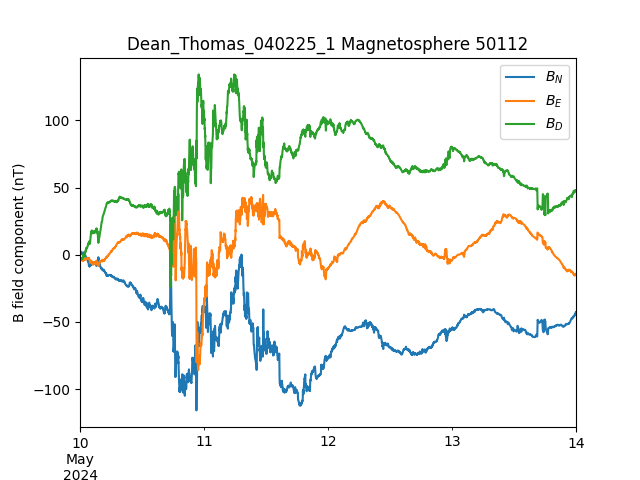 Dean_Thomas_040225_1 Magnetosphere 50112
B_N
B_E
B_D
B field component (nT)
100
50
0
−50
−100
10
11
12
13
14
May
2024